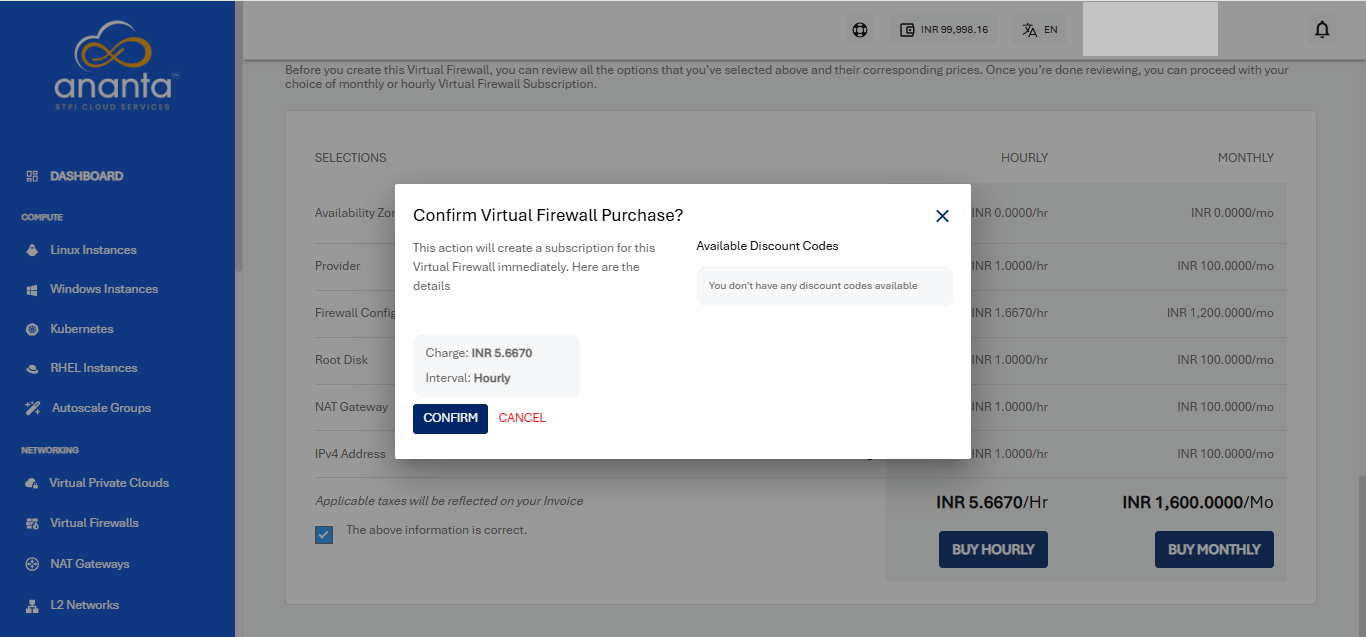 ananta™
STPI CLOUD SERVICES
INR 99,998.16
EN
DASHBOARD
COMPUTE
Linux Instances
Windows Instances
Kubernetes
RHEL Instances
Autoscale Groups
NETWORKING
Virtual Private Clouds
Virtual Firewalls
NAT Gateways
L2 Networks
Before you create this Virtual Firewall, you can review all the options that you've selected above and their corresponding prices. Once you're done reviewing, you can proceed with your
choice of monthly or hourly Virtual Firewall Subscription.
SELECTIONS HOURLY MONTHLY
Availability INR 0.0000/hr INR 0.0000/mo
Provider INR 1.0000/hr INR 100.0000/mo
Firewall INR 1.6670/hr INR 1,200.0000/mo
Root Disk INR 1.0000/hr INR 100.0000/mo
NAT Gateway INR 1.0000/hr INR 100.0000/mo
IPv4 Address INR 1.0000/hr INR 100.0000/mo
Applicable taxes will be reflected on your Invoice
INR 5.6670/Hr INR 1,600.0000/Mo
The above information is correct.
BUY HOURLY BUY MONTHLY
Confirm Virtual Firewall Purchase?
This action will create a subscription for this
Virtual Firewall immediately. Here are the
details
Available Discount Codes
You don't have any discount codes available
Charge: INR 5.6670
Interval: Hourly
CONFIRM CANCEL